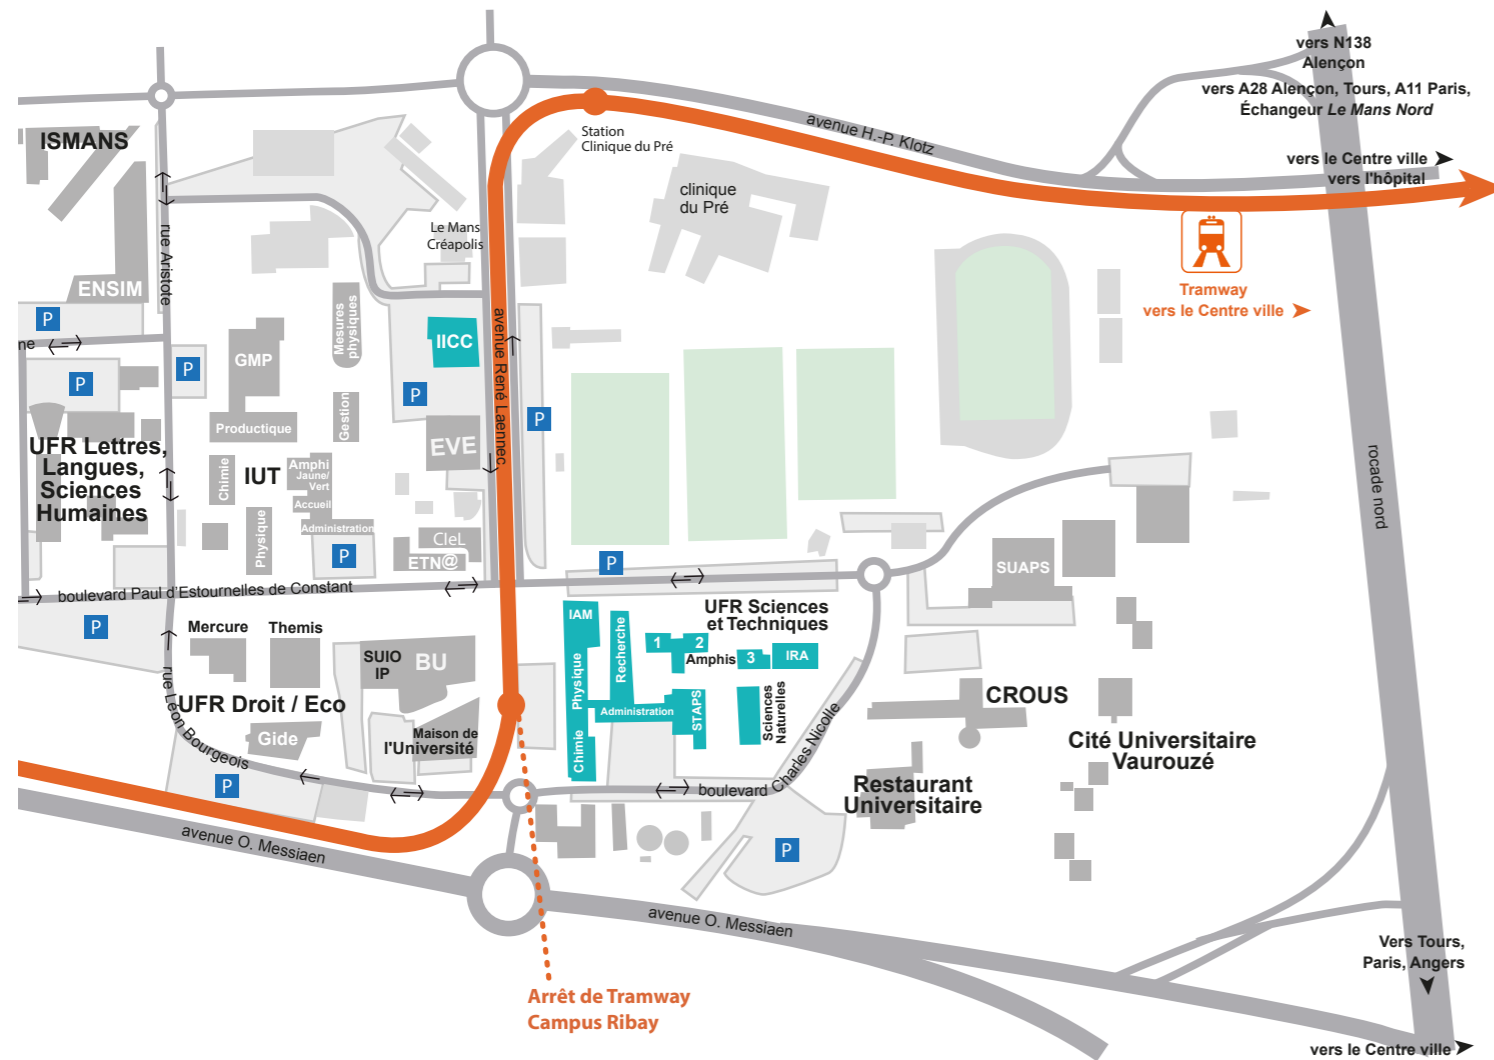 vers N138
Alençon
vers A28 Alençon, Tours, A11 Paris,
Échangeur Le Mans Nord
vers le Centre ville
vers l'hôpital
avenue H.-P. Klotz
Station
Clinique du Pré
clinique
du Pré
ISMANS
Le Mans
Créapolis
rue Aristote
ENSIM
Tramway
vers le Centre ville
P
ne
P
P
P
P
GMP
Mesures
physiques
IICC
avenue René Laennec
Productique
Gestion
EVE
UFR Lettres,
Langues,
Sciences
Humaines
Chimie
IUT
Amphi
Jaune/
Vert
Accueil
Administration
Physique
P
CIeL
ETN@
rocade nord
P
SUAPS
boulevard Paul d'Estournelles de Constant
P
Mercure
Themis
SUIO
IP
BU
UFR Droit / Eco
Gide
Maison de
l'Université
rue Léon Bourgeois
P
IAM
Physique
Chimie
Recherche
Administration
STAPS
UFR Sciences
et Techniques
1
2
Amphis
3
IRA
Sciences
Naturelles
boulevard Charles Nicolle
CROUS
Cité Universitaire
Vaurouzé
Restaurant
Universitaire
P
avenue O. Messiaen
avenue O. Messiaen
Arrêt de Tramway
Campus Ribay
Vers Tours,
Paris, Angers
vers le Centre ville